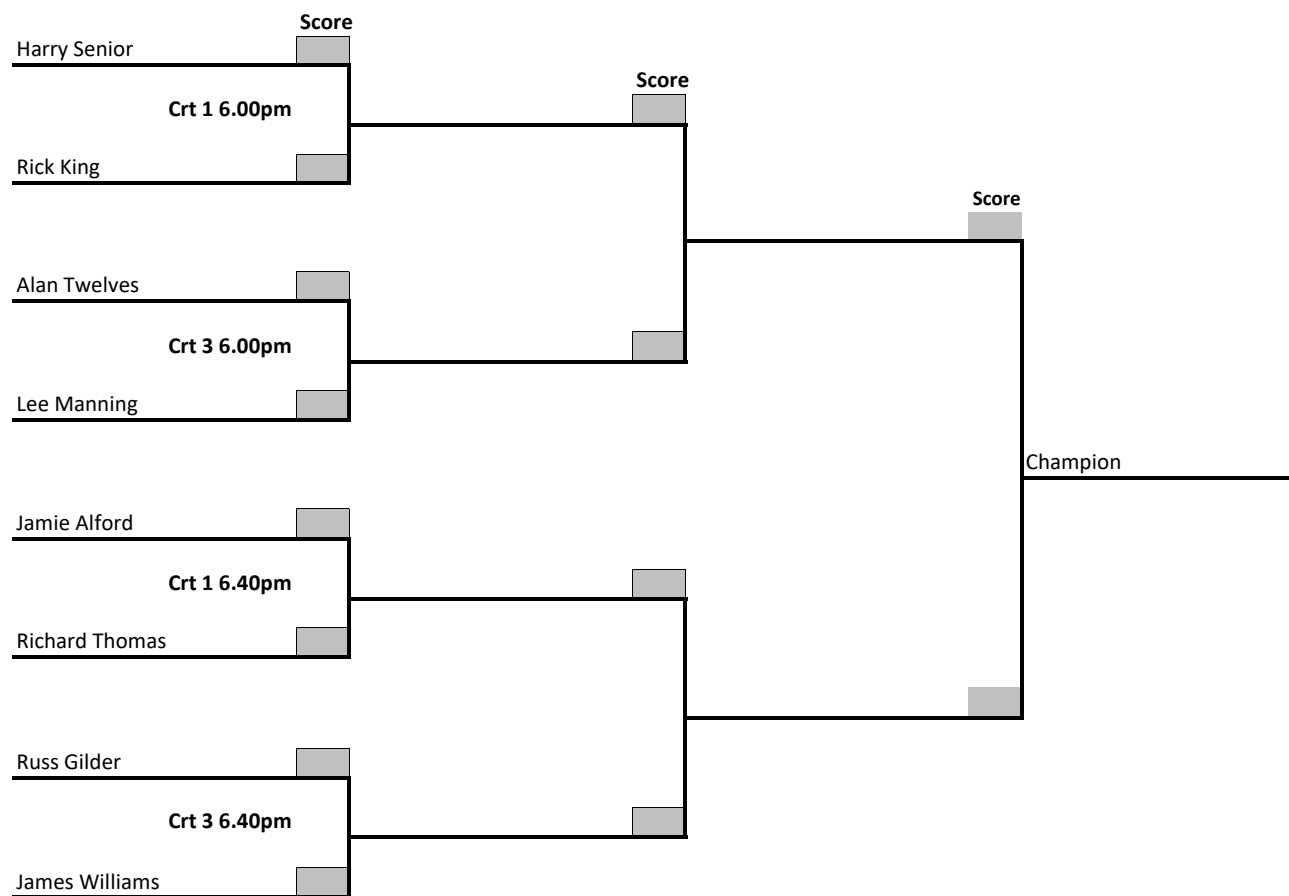 Score
Harry Senior
Score
Crt 1 6.00pm
Rick King
Score
Alan Twelves
Crt 3 6.00pm
Lee Manning
Champion
Jamie Alford
Crt 1 6.40pm
Richard Thomas
Russ Gilder
Crt 3 6.40pm
James Williams